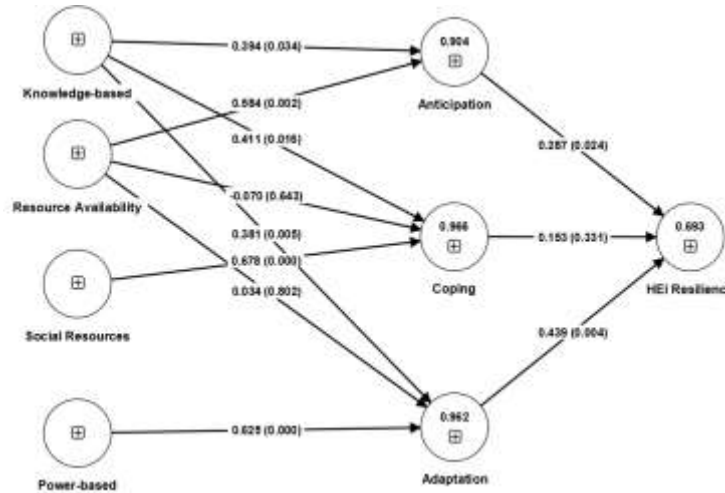 0.394 (0.034)
0.904
Knowledge-based
Anticipation
0.584 (0.002)
0.411 (0.016)
0.287 (0.024)
Resource Availability
-0.070 (0.643)
0.966
0.693
0.381 (0.005)
0.153 (0.331)
0.678 (0.000)
Coping
HEi Resilienc
0.034 (0.802)
Social Resources
0.439 (0.004)
0.962
0.625 (0.000)
Power-based
Adaptation